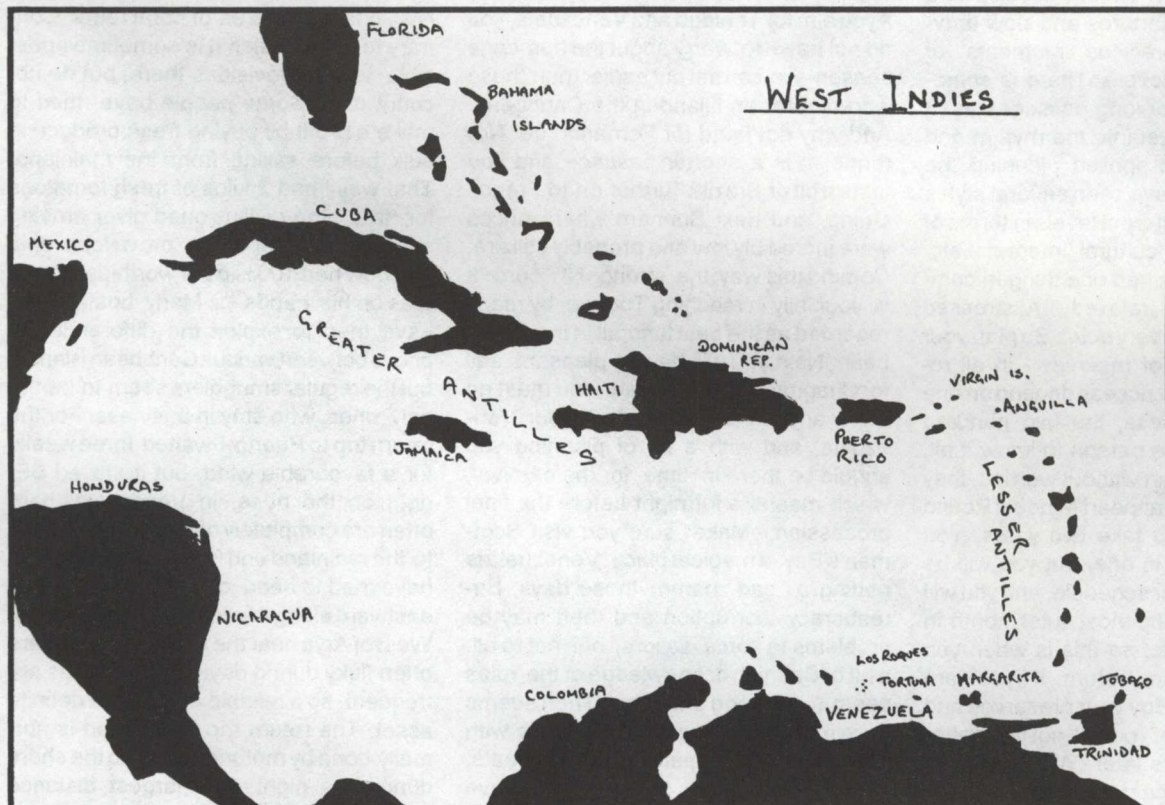 FLORIDA
WEST INDIES
BAHAMA
ISLANDS
CUBA
MEXICO
GREATER ANTILLES
DOMINICAN
REP.
HAITI
VIRGIN IS.
ANGUILLA
PUERTO
RICO
JAMAICA
LESSER ANTILLES
HONDURAS
NICARAGUA
LOS ROQUES
TORTUGA
MARGARITA
TOBAGO
COLOMBIA
VENEZUELA
TRINIDAD